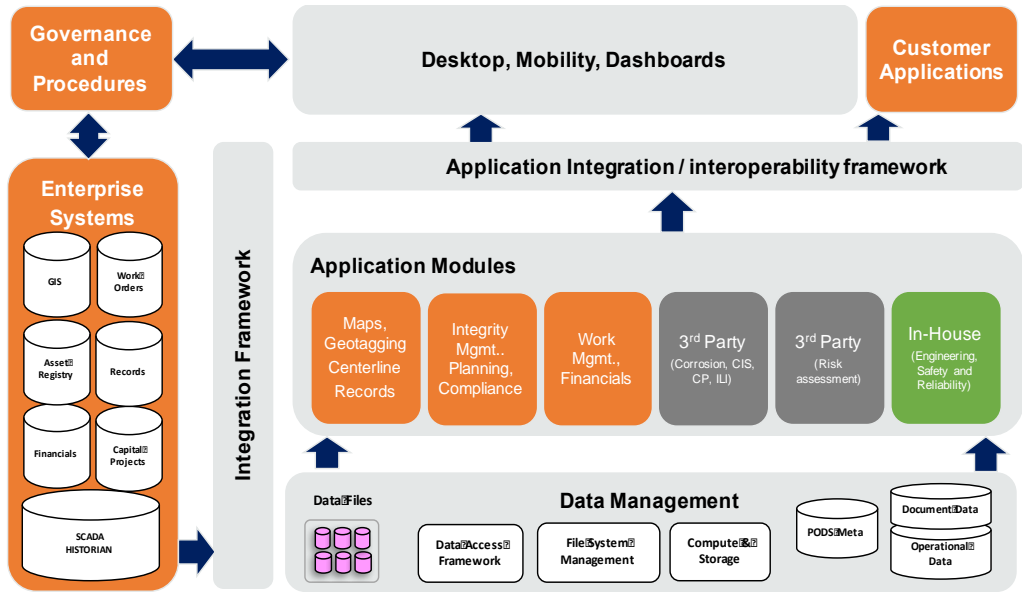 Governance
and
Procedures
Desktop, Mobility, Dashboards
Customer
Applications
Application Integration / interoperability framework
Enterprise
Systems
GIS
Work
Orders
Asset
Registry
Records
Financials
Capital
Projects
SCADA
HISTORIAN
Integration Framework
Application Modules
Maps,
Geotagging
Centerline
Records
Integrity
Mgmt..
Planning,
Compliance
Work
Mgmt.,
Financials
3rd Party
(Corrosion, CIS,
CP, ILI)
3rd Party
(Risk
assessment)
In-House
(Engineering,
Safety and
Reliability)
Data Files
Data Management
Data Access
Framework
File System
Management
Compute &
Storage
PODS Meta
Document Data
Operational
Data